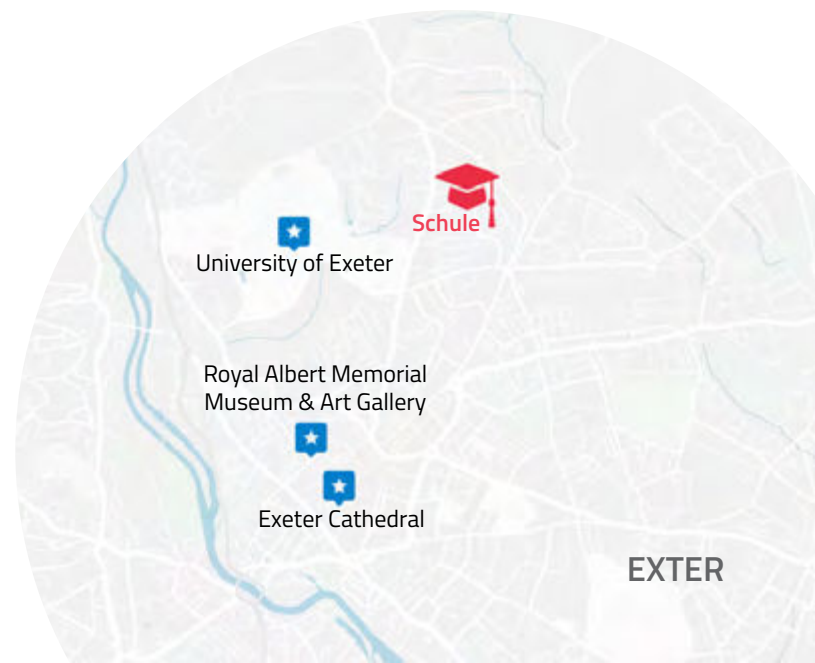 Schule
University of Exeter
Royal Albert Memorial
Museum & Art Gallery
Exeter Cathedral
EXTER